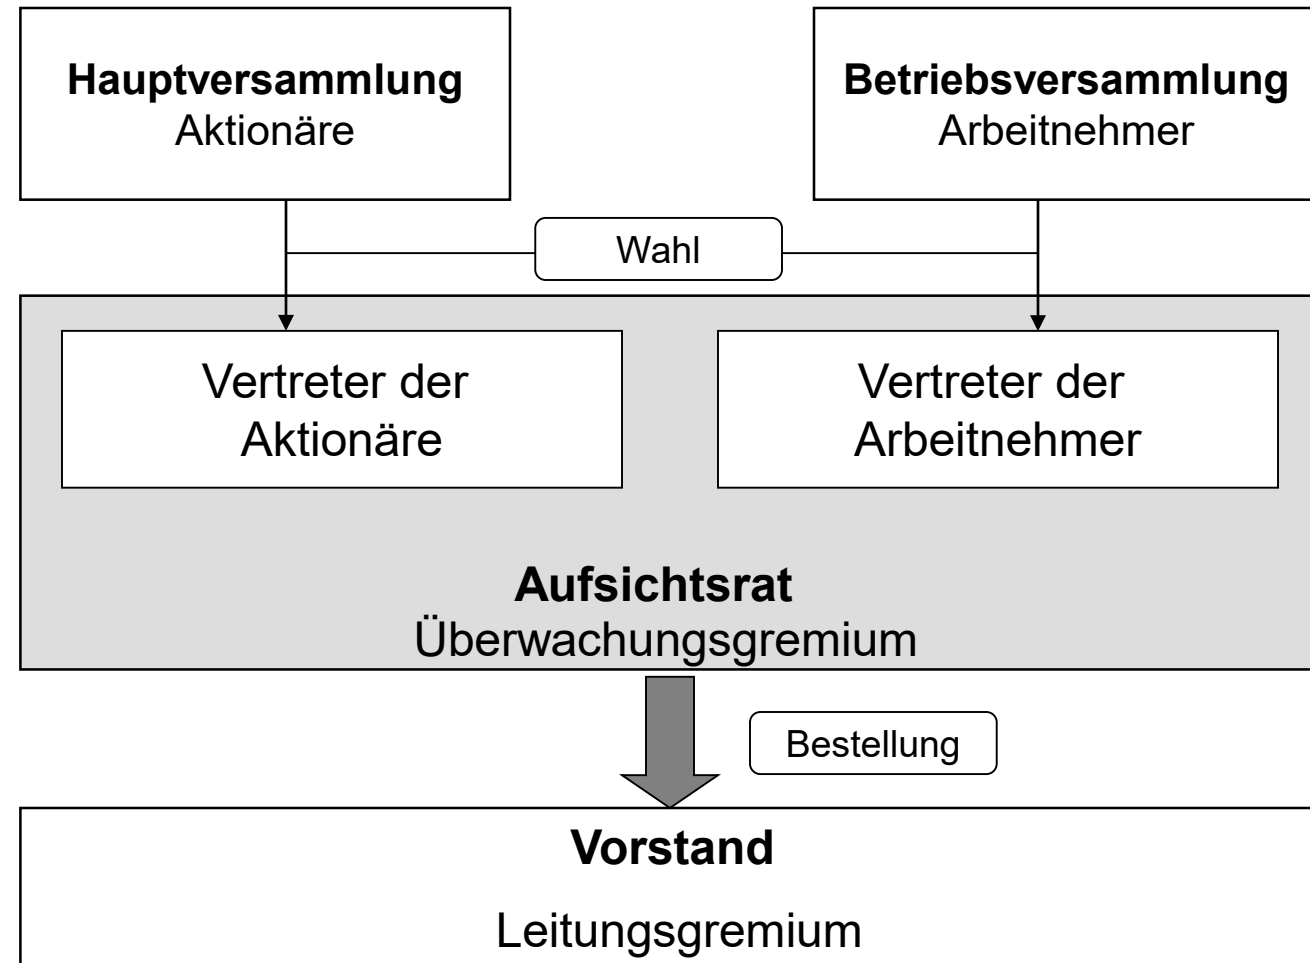 Hauptversammlung
Aktionäre
Betriebsversammlung
Arbeitnehmer
Wahl
Vertreter der
Aktionäre
Vertreter der
Arbeitnehmer
Aufsichtsrat
Überwachungsgremium
Bestellung
Vorstand
Leitungsgremium